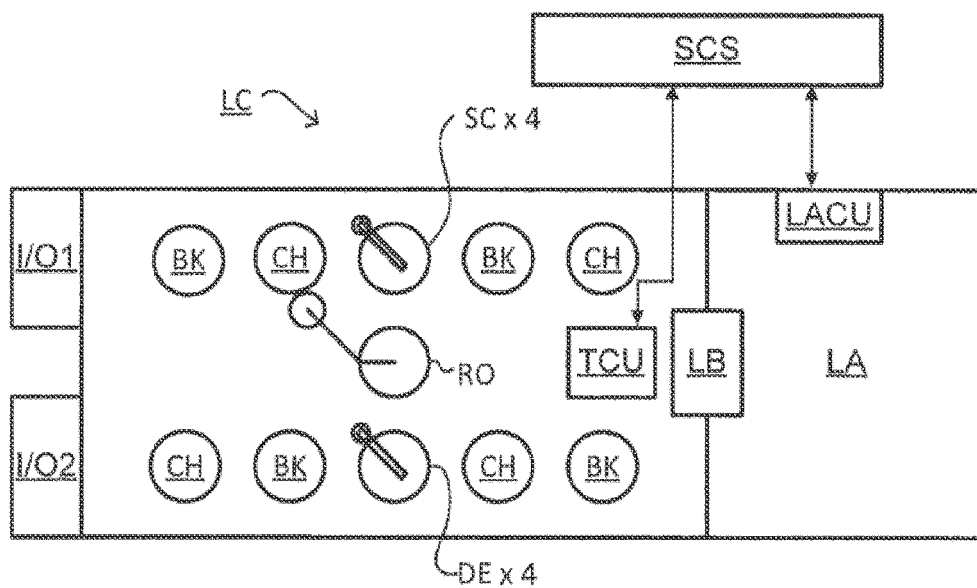 SCS
LC
SC x 4
LACU
I/O1
BK
CH
BK
CH
RO
TCU
LB
LA
I/O2
CH
BK
CH
BK
DE x 4